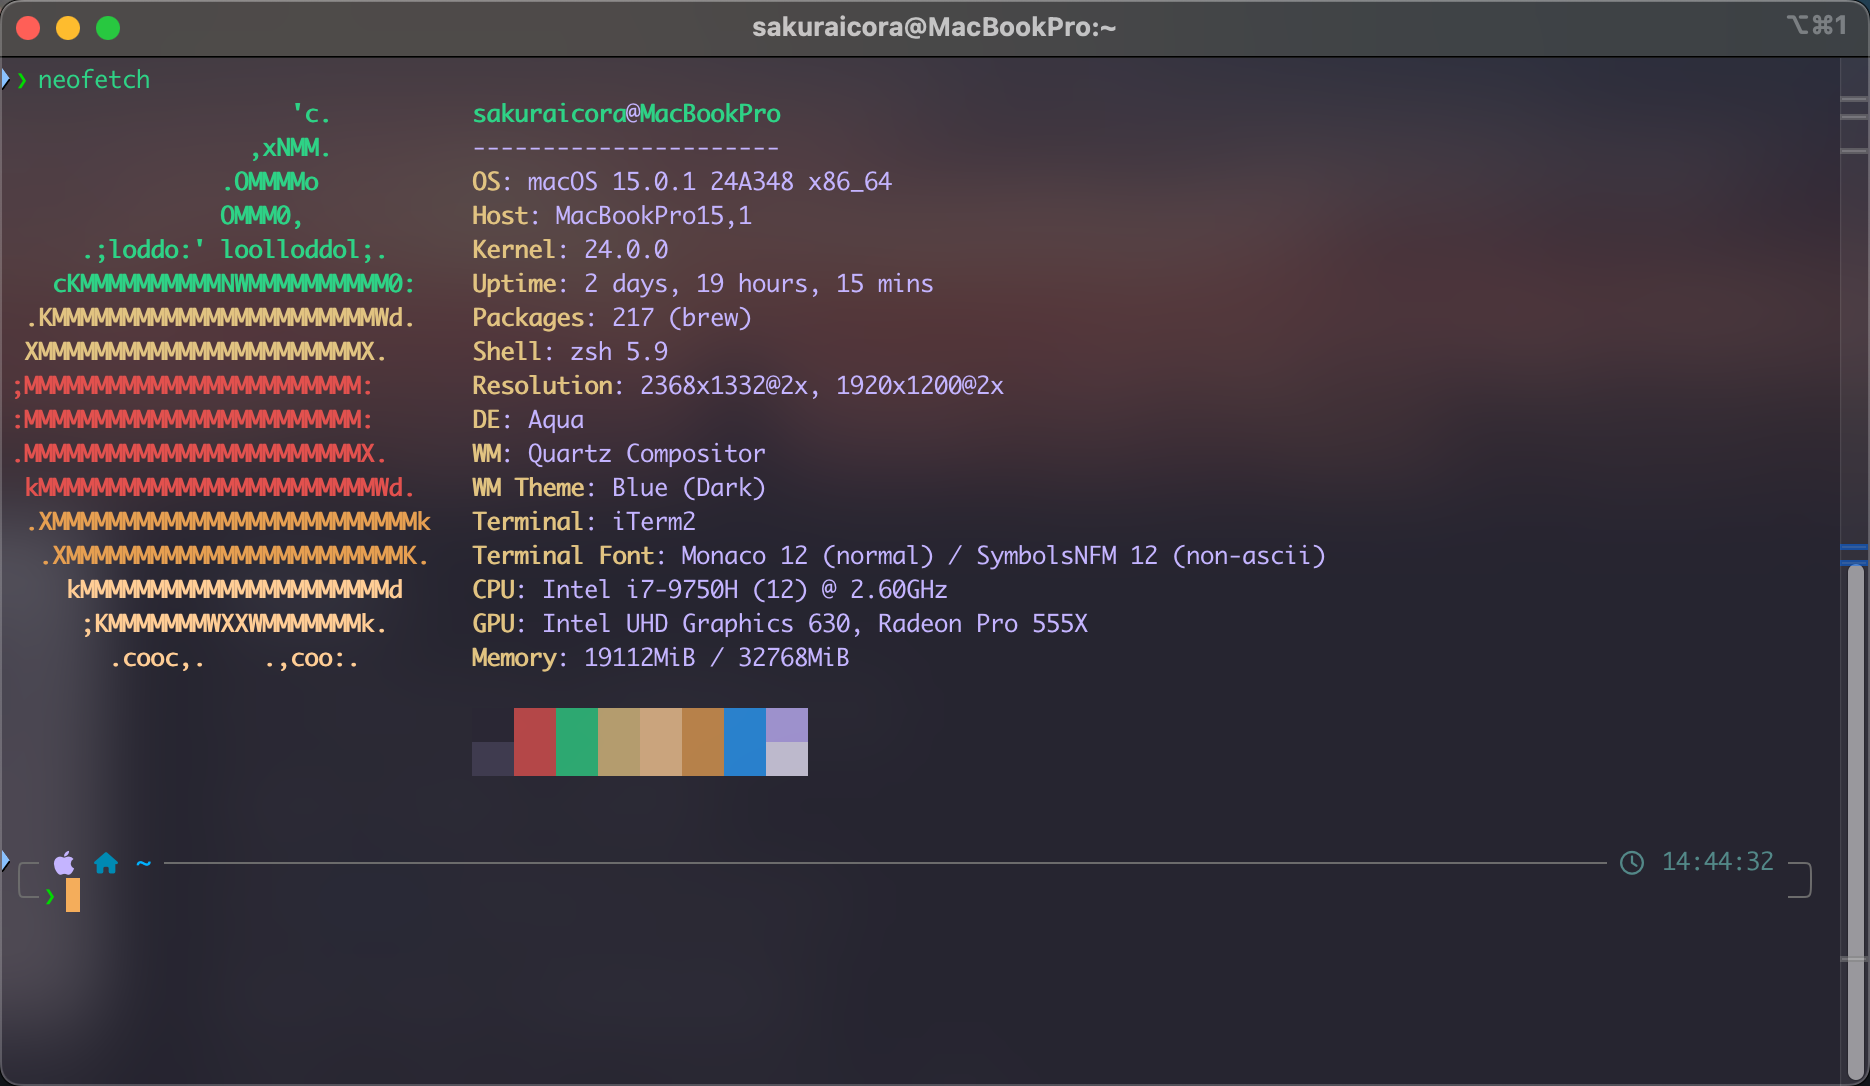 sakuraicora@MacBookPro:~
⌥⌘1
❯ neofetch
'c.
,xNMM.
.OMMMMo
OMMM0,
.;loddo:' loolloddol;.
cKMMMMMMMMMMNWMMMMMMMMMM0:
.KMMMMMMMMMMMMMMMMMMMMMMMWd.
XMMMMMMMMMMMMMMMMMMMMMMMX.
;MMMMMMMMMMMMMMMMMMMMMMMM:
:MMMMMMMMMMMMMMMMMMMMMMMM:
.MMMMMMMMMMMMMMMMMMMMMMMMX.
kMMMMMMMMMMMMMMMMMMMMMMMMWd.
.XMMMMMMMMMMMMMMMMMMMMMMMMMMk
.XMMMMMMMMMMMMMMMMMMMMMMMMK.
kMMMMMMMMMMMMMMMMMMMMMMd
;KMMMMMMMWXXWMMMMMMMk.
.cooc,.    .,coo:.
sakuraicora@MacBookPro
----------------------
OS: macOS 15.0.1 24A348 x86_64
Host: MacBookPro15,1
Kernel: 24.0.0
Uptime: 2 days, 19 hours, 15 mins
Packages: 217 (brew)
Shell: zsh 5.9
Resolution: 2368x1332@2x, 1920x1200@2x
DE: Aqua
WM: Quartz Compositor
WM Theme: Blue (Dark)
Terminal: iTerm2
Terminal Font: Monaco 12 (normal) / SymbolsNFM 12 (non-ascii)
CPU: Intel i7-9750H (12) @ 2.60GHz
GPU: Intel UHD Graphics 630, Radeon Pro 555X
Memory: 19112MiB / 32768MiB
~ 14:44:32
❯